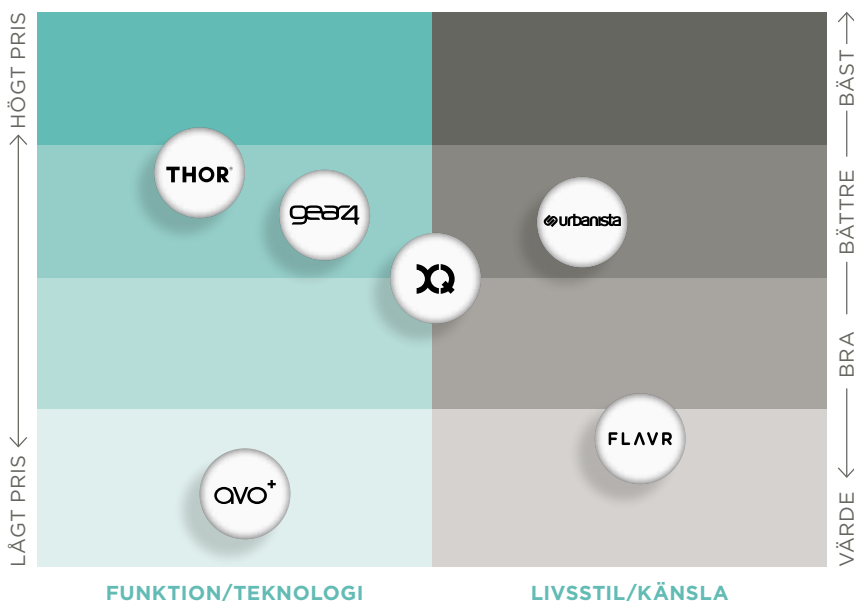 HÖGT PRIS
LÅGT PRIS
THOR
gear4
urbanista
XQ
FLAVR
avo+
BÄST
BÄTTRE
BRA
VÄRDE
FUNKTION/TEKNOLOGI
LIVSSTIL/KÄNSLA